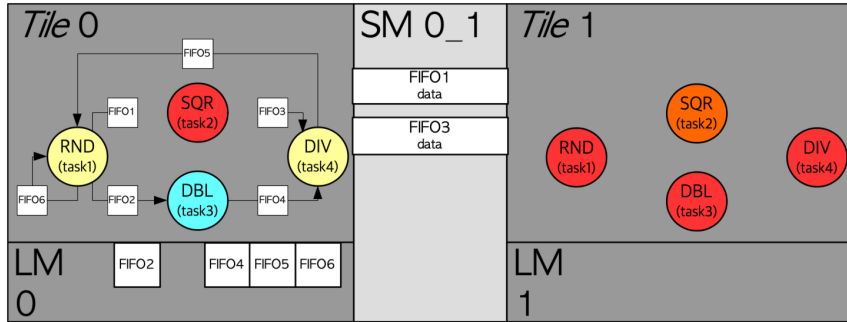 Tile 0
SM 0_1
Tile 1
FIFO5
FIFO1
data
FIFO3
data
FIFO1
SQR
(task2)
FIFO3
RND
(task1)
DIV
(task4)
FIFO6
FIFO2
DBL
(task3)
FIFO4
SQR
(task2)
RND
(task1)
DIV
(task4)
DBL
(task3)
LM
0
FIFO2
FIFO4
FIFO5
FIFO6
LM
1